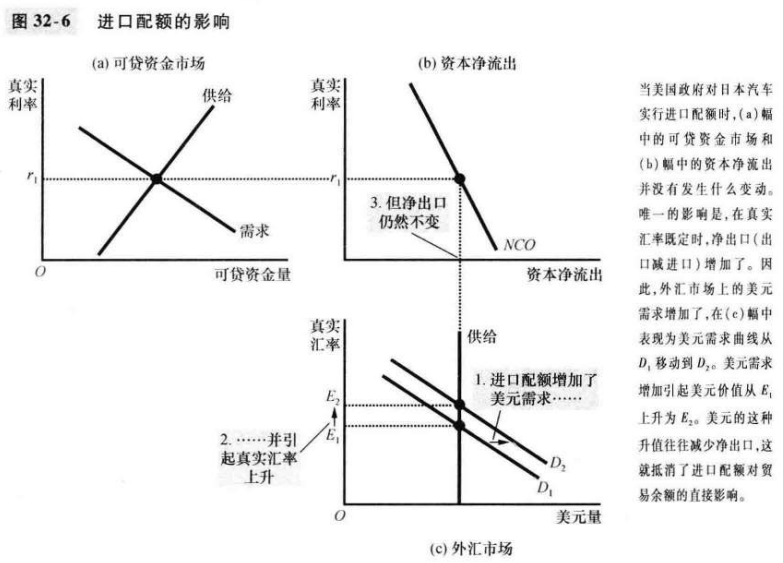 图 32-6 进口配额的影响
(a) 可贷资金市场
真实
利率
供给
r₁
需求
O
可贷资金量
(b) 资本净流出
真实
利率
r₁
3. 但净出口
仍然不变
NCO
O
资本净流出
真实
汇率
供给
1. 进口配额增加了
美元需求……
E₂
E₁
2. ……并引
起真实汇率
上升
D₂
D₁
O
美元量
(c) 外汇市场
当美国政府对日本汽车
实行进口配额时,(a)幅
中的可贷资金市场和
(b)幅中的资本净流出
并没有发生什么变动。
唯一的影响是,在真实
汇率既定时,净出口(出
口减进口)增加了。因
此,外汇市场上的美元
需求增加了,在(c)幅中
表现为美元需求曲线从
D₁移动到D₂。美元需求
增加引起美元价值从E₁
上升为E₂。美元的这种
升值往往减少净出口,这
就抵消了进口配额对贸
易余额的直接影响。